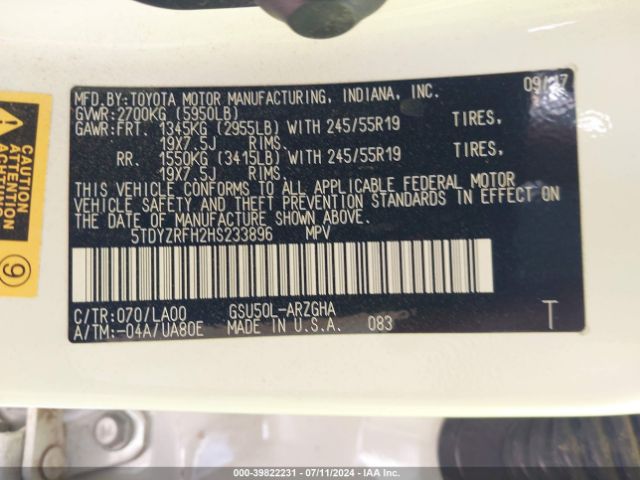 MFD.BY:TOYOTA MOTOR MANUFACTURING, INDIANA, INC.
GVWR:2700KG (5950LB)
GAWR:FRT. 1345KG (2955LB) WITH 245/55R19 TIRES,
19X7.5J RIMS.
RR. 1550KG (3415LB) WITH 245/55R19 TIRES,
19X7.5J RIMS.
THIS VEHICLE CONFORMS TO ALL APPLICABLE FEDERAL MOTOR
VEHICLE SAFETY AND THEFT PREVENTION STANDARDS IN EFFECT ON
THE DATE OF MANUFACTURE SHOWN ABOVE.
5TDYZRFH2HS233896 MPV
C/TR:070/LA00 GSU50L-ARZGHA
A/TM:-04A/UA80E MADE IN U.S.A. 083 T
CAUTION
ATTENTION
9
000-39822231 - 07/11/2024 - IAA Inc.